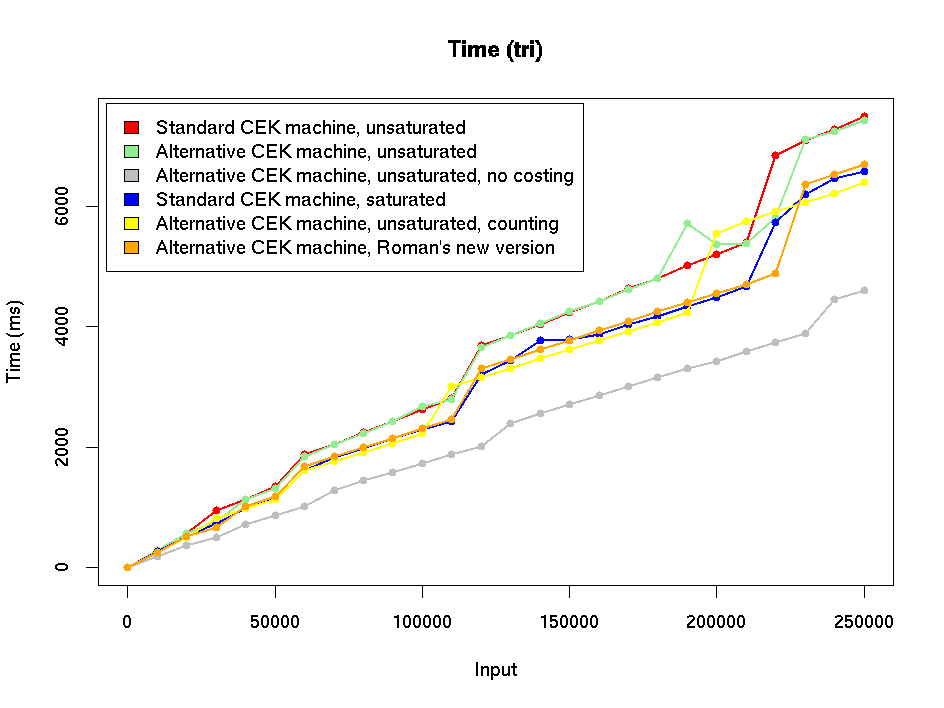 Time (tri)
Standard CEK machine, unsaturated
Alternative CEK machine, unsaturated
Alternative CEK machine, unsaturated, no costing
Standard CEK machine, saturated
Alternative CEK machine, unsaturated, counting
Alternative CEK machine, Roman's new version
Time (ms)
6000
4000
2000
0
0 50000 100000 150000 200000 250000
Input